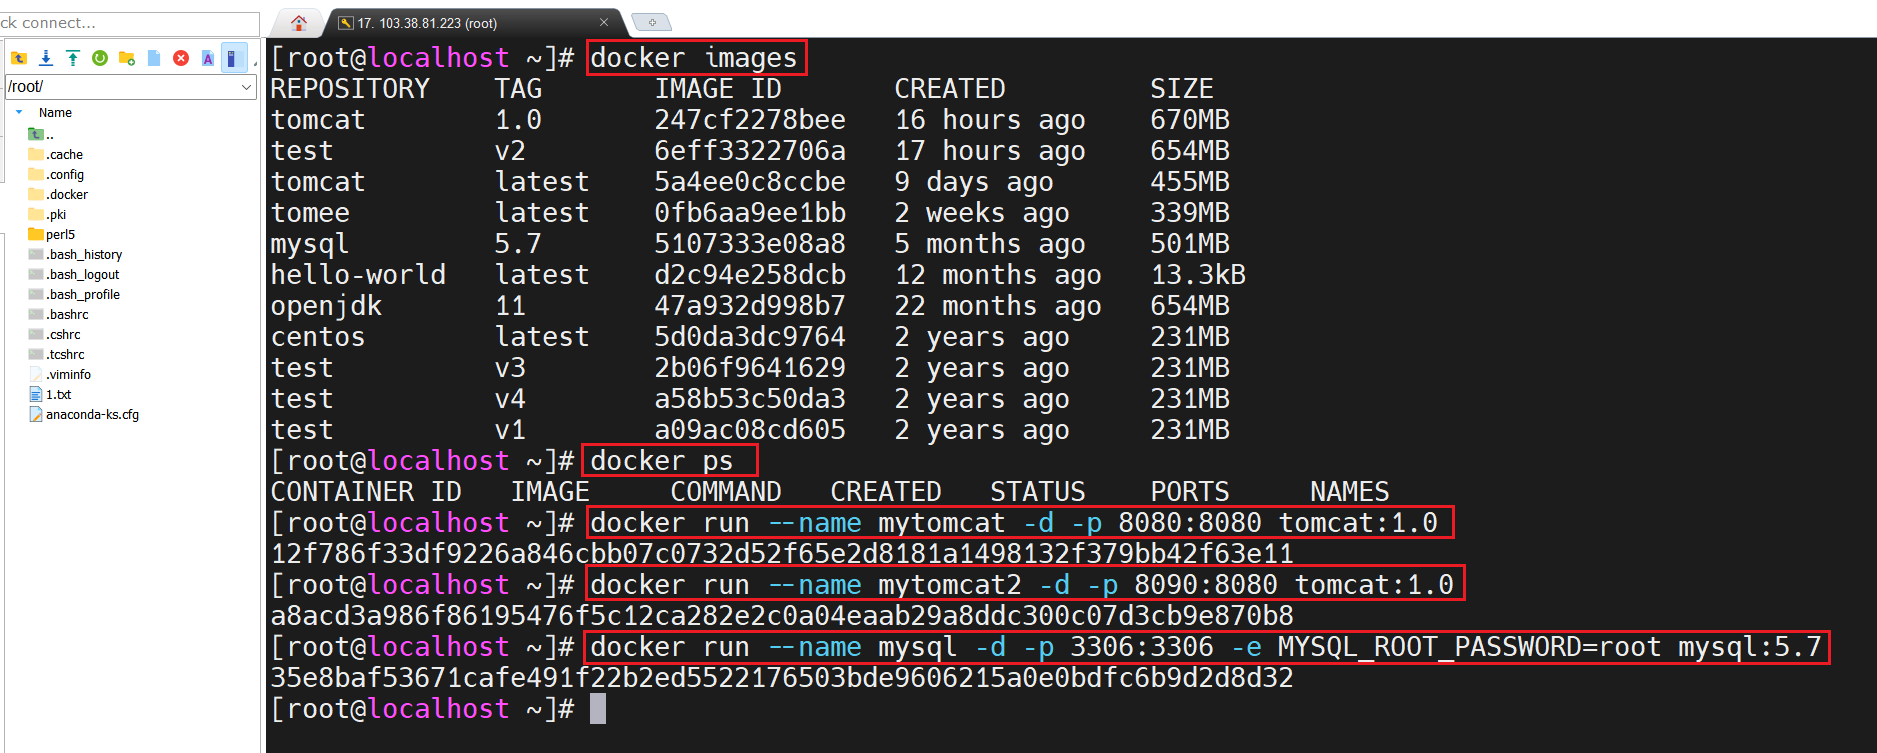 ck connect...
17. 103.38.81.223 (root)
/root/
Name
..
.cache
.config
.docker
.pki
perl5
.bash_history
.bash_logout
.bash_profile
.bashrc
.cshrc
.tcshrc
.viminfo
1.txt
anaconda-ks.cfg
[root@localhost ~]# docker images
REPOSITORY TAG IMAGE ID CREATED SIZE
tomcat 1.0 247cf2278bee 16 hours ago 670MB
test v2 6eff3322706a 17 hours ago 654MB
tomcat latest 5a4ee0c8ccbe 9 days ago 455MB
tomee latest 0fb6aa9ee1bb 2 weeks ago 339MB
mysql 5.7 5107333e08a8 5 months ago 501MB
hello-world latest d2c94e258dcb 12 months ago 13.3kB
openjdk 11 47a932d998b7 22 months ago 654MB
centos latest 5d0da3dc9764 2 years ago 231MB
test v3 2b06f9641629 2 years ago 231MB
test v4 a58b53c50da3 2 years ago 231MB
test v1 a09ac08cd605 2 years ago 231MB
[root@localhost ~]# docker ps
CONTAINER ID IMAGE COMMAND CREATED STATUS PORTS NAMES
[root@localhost ~]# docker run --name mytomcat -d -p 8080:8080 tomcat:1.0
12f786f33df9226a846cbb07c0732d52f65e2d8181a1498132f379bb42f63e11
[root@localhost ~]# docker run --name mytomcat2 -d -p 8090:8080 tomcat:1.0
a8acd3a986f86195476f5c12ca282e2c0a04eaab29a8ddc300c07d3cb9e870b8
[root@localhost ~]# docker run --name mysql -d -p 3306:3306 -e MYSQL_ROOT_PASSWORD=root mysql:5.7
35e8baf53671cafe491f22b2ed5522176503bde9606215a0e0bdfc6b9d2d8d32
[root@localhost ~]#